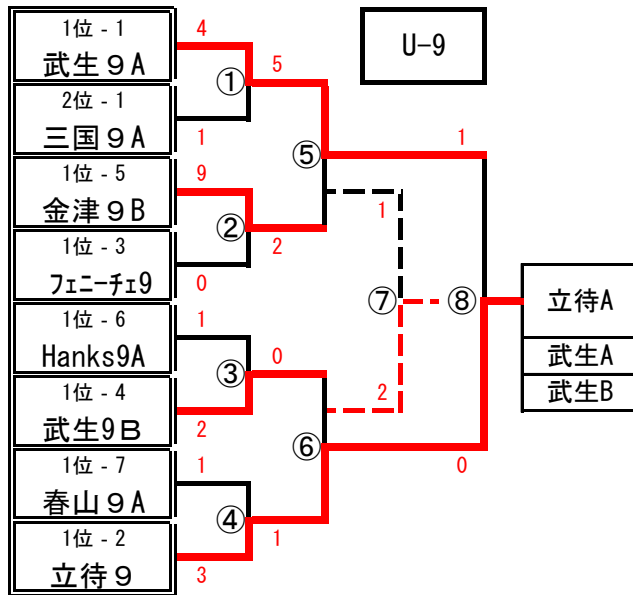 U-9
1位 - 1
武生９A
2位 - 1
三国９A
1位 - 5
金津９B
1位 - 3
ﾌｪﾆｰﾁｪ9
1位 - 6
Hanks9A
1位 - 4
武生9Ｂ
1位 - 7
春山９A
1位 - 2
立待９
4
1
9
0
1
2
1
3
①
②
③
④
5
2
0
1
⑤
⑥
1
2
⑦
1
0
⑧
立待A
武生A
武生B